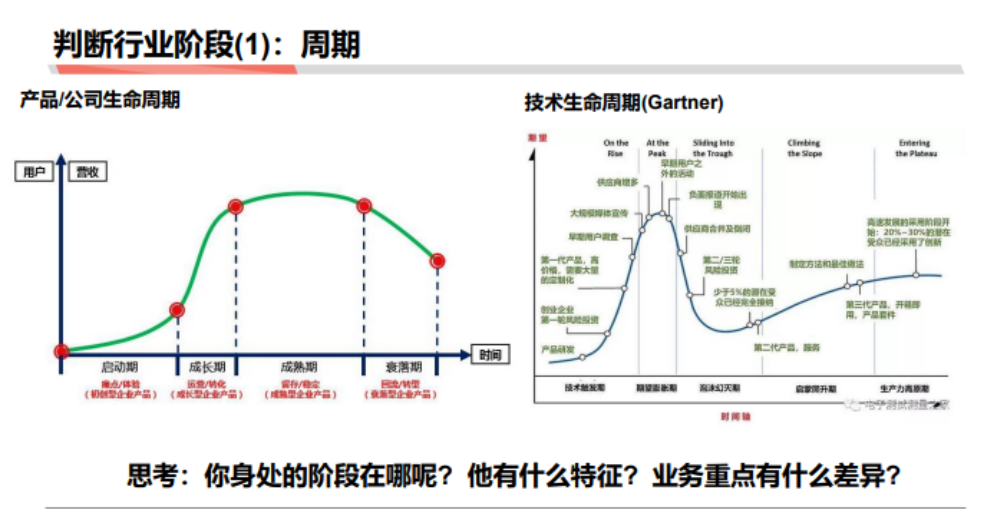 判断行业阶段(1)：周期
产品/公司生命周期
用户
营收
时间
启动期
成长期
成熟期
衰落期
痛点/体验
(初创型企业产品)
运营/转化
(成长型企业产品)
留存/稳定
(成熟型企业产品)
回流/转型
(衰落型企业产品)
技术生命周期(Gartner)
期望
On the
Rise
At the
Peak
Sliding Into
the Trough
Climbing
the Slope
Entering
the Plateau
早期用户之
外的活动
供应商增多
负面报道开始出
现
大规模媒体宣传
供应商合并及倒闭
早期用户调查
第一代产品，高
价格，需要大量
的定制化
第二/三轮
风险投资
少于5%的潜在受
众已经完全接纳
创业企业
第一轮风险投资
产品研发
第二代产品，服务
制定方法和最佳做法
第三代产品，开箱即
用，产品套件
高速发展的采用阶段开
始：20%~30%的潜在
受众已经采用了创新
技术触发期
期望膨胀期
泡沫幻灭期
启蒙爬升期
生产力高原期
电子测试测量之家
时间轴
思考：你身处的阶段在哪呢？他有什么特征？业务重点有什么差异？